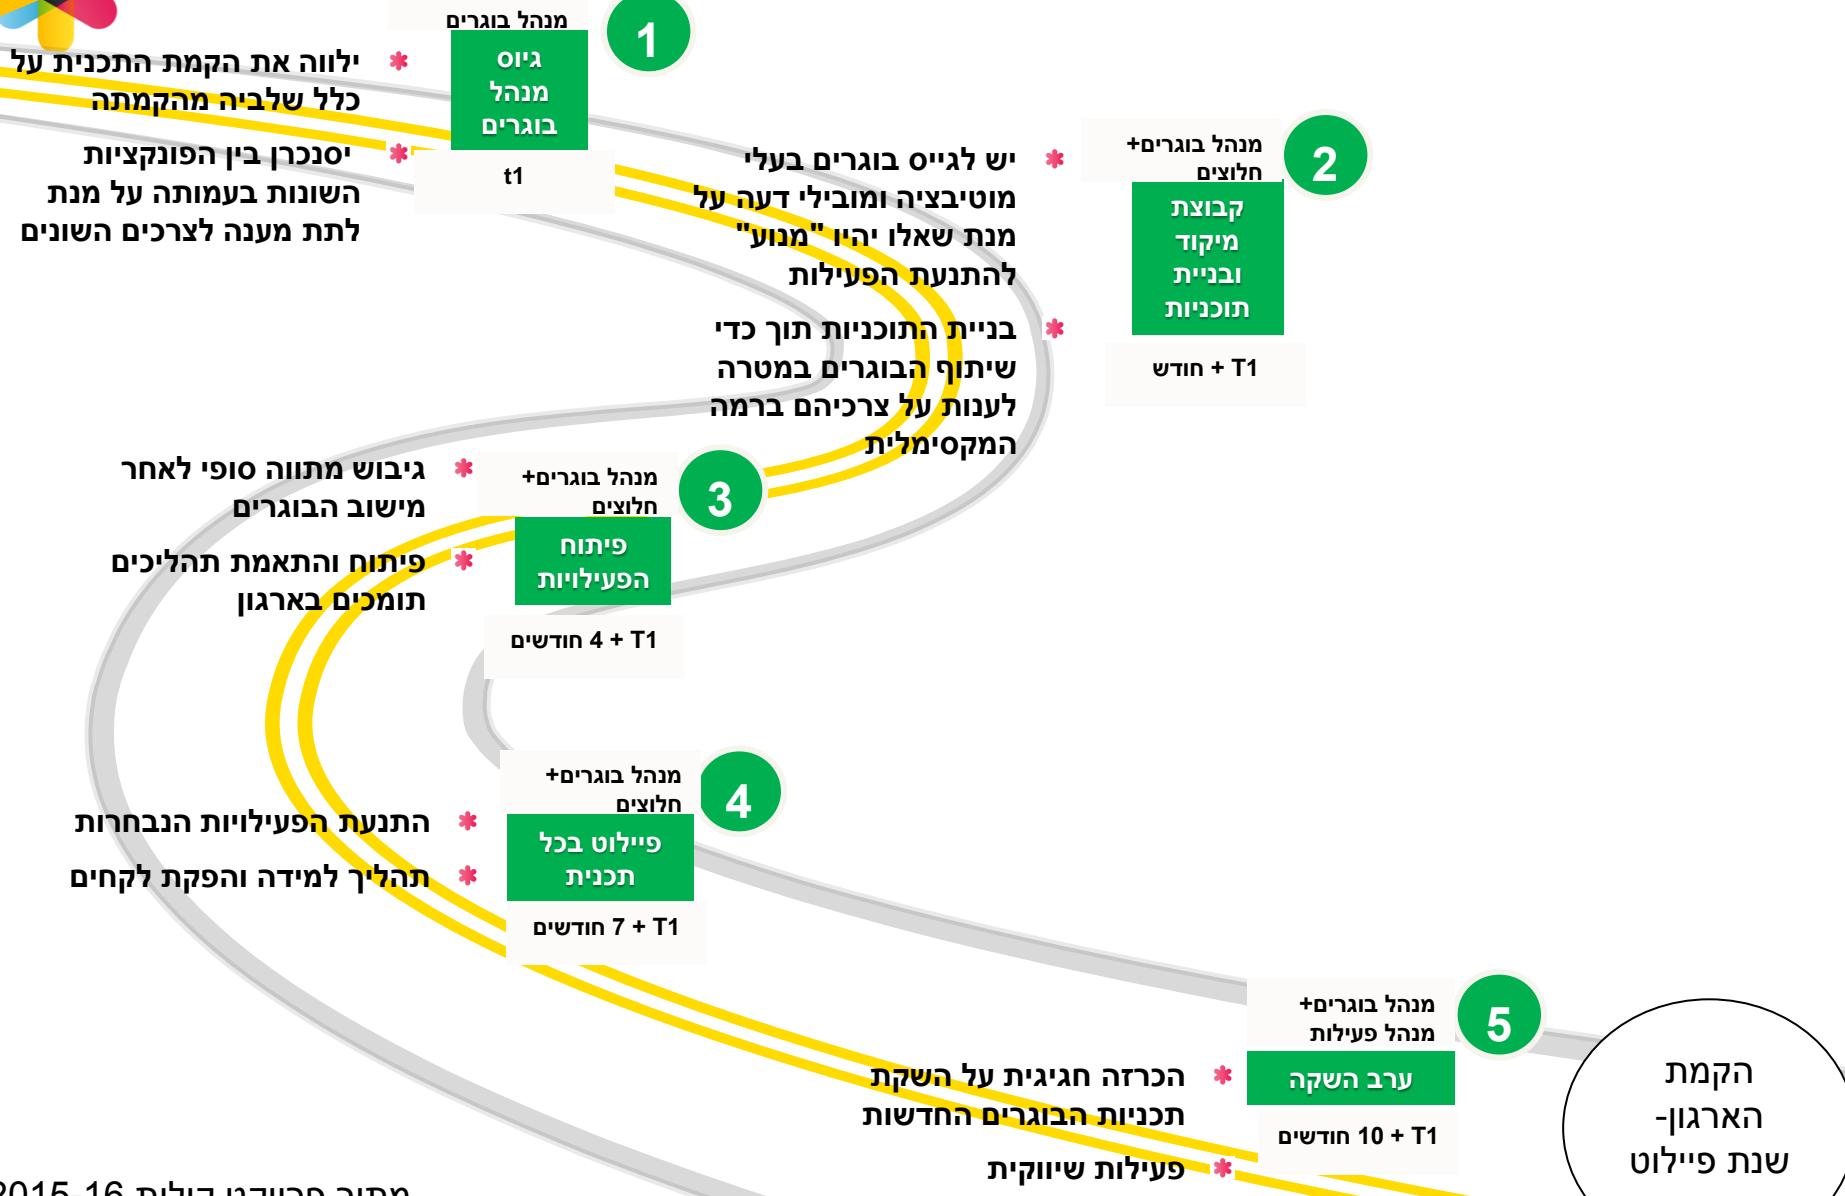 מנהל בוגרים
1
גיוס
מנהל
בוגרים
t1
ילווה את הקמת התכנית על
כלל שלביה מהקמתה
יסנכרן בין הפונקציות
השונות בעמותה על מנת
לתת מענה לצרכים השונים
מנהל בוגרים+
חלוצים
2
קבוצת
מיקוד
ובניית
תוכניות
T1 + חודש
יש לגייס בוגרים בעלי
מוטיבציה ומובילי דעה על
מנת שאלו יהיו "מנוע"
להתנעת הפעילות
בניית התוכניות תוך כדי
שיתוף הבוגרים במטרה
לענות על צרכיהם ברמה
המקסימלית
מנהל בוגרים+
חלוצים
3
פיתוח
הפעילויות
T1 + 4 חודשים
גיבוש מתווה סופי לאחר
מישוב הבוגרים
פיתוח והתאמת תהליכים
תומכים בארגון
מנהל בוגרים+
חלוצים
4
פיילוט בכל
תכנית
T1 + 7 חודשים
התנעת הפעילויות הנבחרות
תהליך למידה והפקת לקחים
מנהל בוגרים+
מנהל פעילות
5
ערב השקה
T1 + 10 חודשים
הכרזה חגיגית על השקת
תכניות הבוגרים החדשות
פעילות שיווקית
הקמת
הארגון-
שנת פיילוט
מתוך פרויקט 2015-16